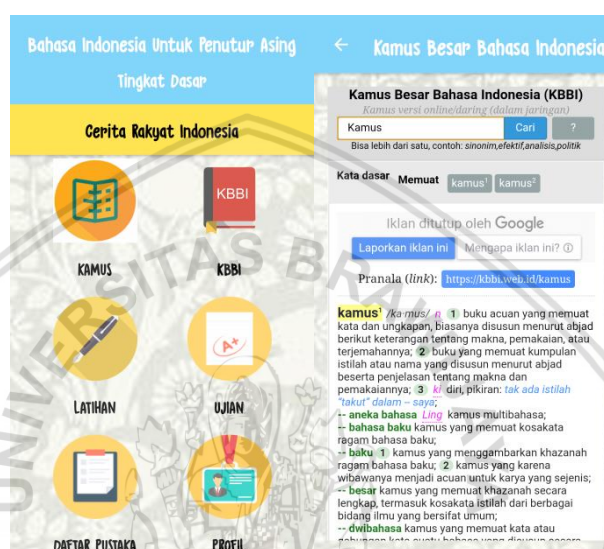 Bahasa Indonesia Untuk Penutur Asing
Tingkat Dasar
Cerita Rakyat Indonesia
KAMUS
KBBI
KBBI
LATIHAN
A+
UJIAN
DAFTAR PUSTAKA
PROFIL
← Kamus Besar Bahasa Indonesia
Kamus Besar Bahasa Indonesia (KBBI)
Kamus versi online/daring (dalam jaringan)
Kamus
Cari
?
Bisa lebih dari satu, contoh: sinonim,efektif,analisis,politik
Kata dasar Memuat kamus¹ kamus²
Iklan ditutup oleh Google
Laporkan iklan ini Mengapa iklan ini?
Pranala (link): https://kbbi.web.id/kamus
kamus¹ /ka·mus/ n 1 buku acuan yang memuat
kata dan ungkapan, biasanya disusun menurut abjad
berikut keterangan tentang makna, pemakaian, atau
terjemahannya; 2 buku yang memuat kumpulan
istilah atau nama yang disusun menurut abjad
beserta penjelasan tentang makna dan
pemakaiannya; 3 ki diri, pikiran: tak ada istilah
"takut" dalam -- saya;
-- aneka bahasa Ling kamus multibahasa;
-- bahasa baku kamus yang memuat kosakata
ragam bahasa baku;
-- baku 1 kamus yang menggambarkan khazanah
ragam bahasa baku; 2 kamus yang karena
wibawanya menjadi acuan untuk karya yang sejenis;
-- besar kamus yang memuat khazanah secara
lengkap, termasuk kosakata istilah dari berbagai
bidang ilmu yang bersifat umum;
-- dwibahasa kamus yang memuat kata atau
gabungan kata suatu bahasa yang disusun secara
UNIVERSITAS BRAWIJAYA